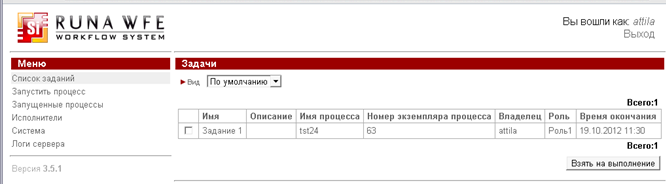 RUNA WFE
WORKFLOW SYSTEM
Вы вошли как: attila
Выход
Меню
Список заданий
Запустить процесс
Запущенные процессы
Исполнители
Система
Логи сервера
Версия 3.5.1
Задачи
Вид По умолчанию
Всего:1
Имя Описание Имя процесса Номер экземпляра процесса Владелец Роль Время окончания
Задание 1 tst24 63 attila Роль1 19.10.2012 11:30
Всего:1
Взять на выполнение